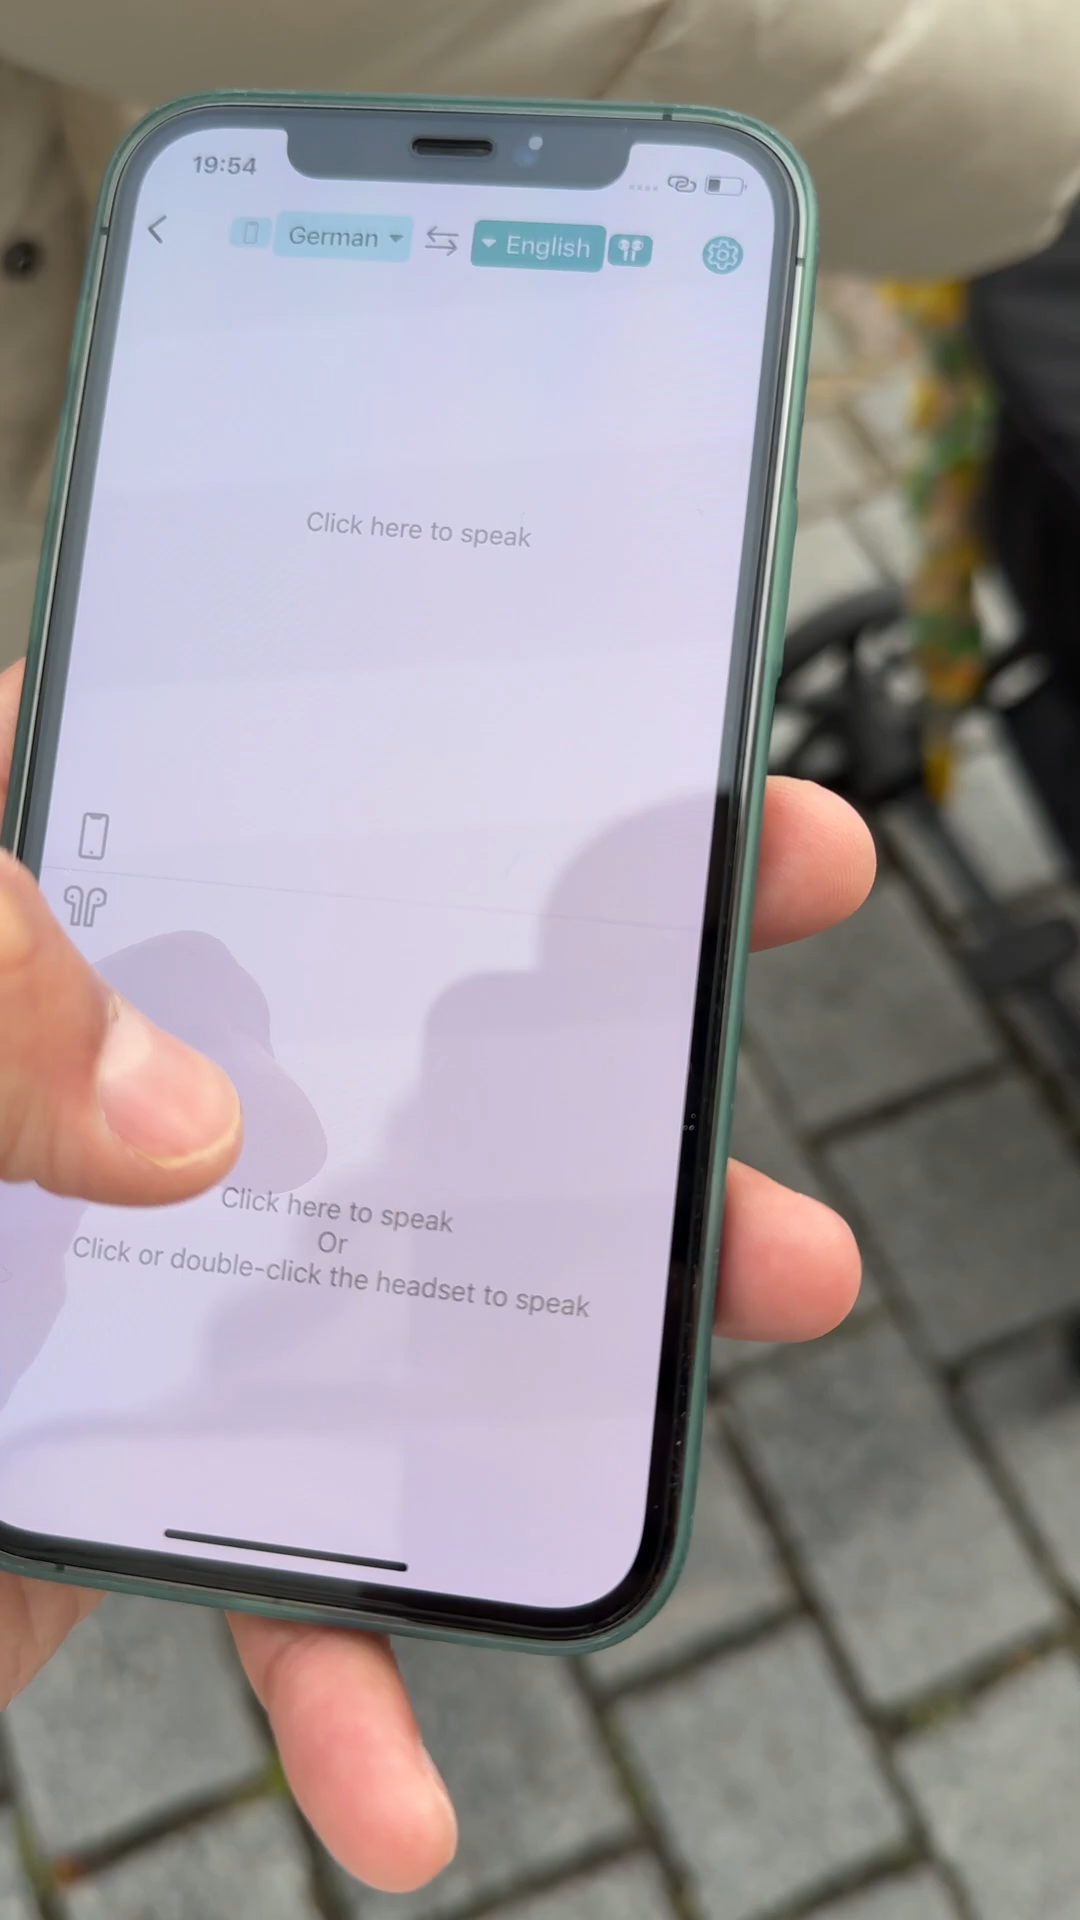 19:54
German English
Click here to speak
Click here to speak
Or
Click or double-click the headset to speak